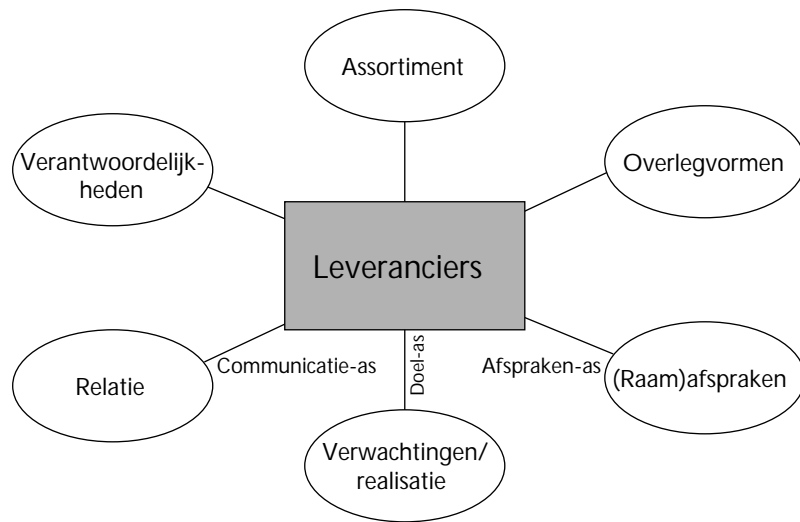 Assortiment
Verantwoordelijk-
heden
Overlegvormen
Leveranciers
Relatie
Communicatie-as
Doel-as
Afspraken-as
(Raam)afspraken
Verwachtingen/
realisatie